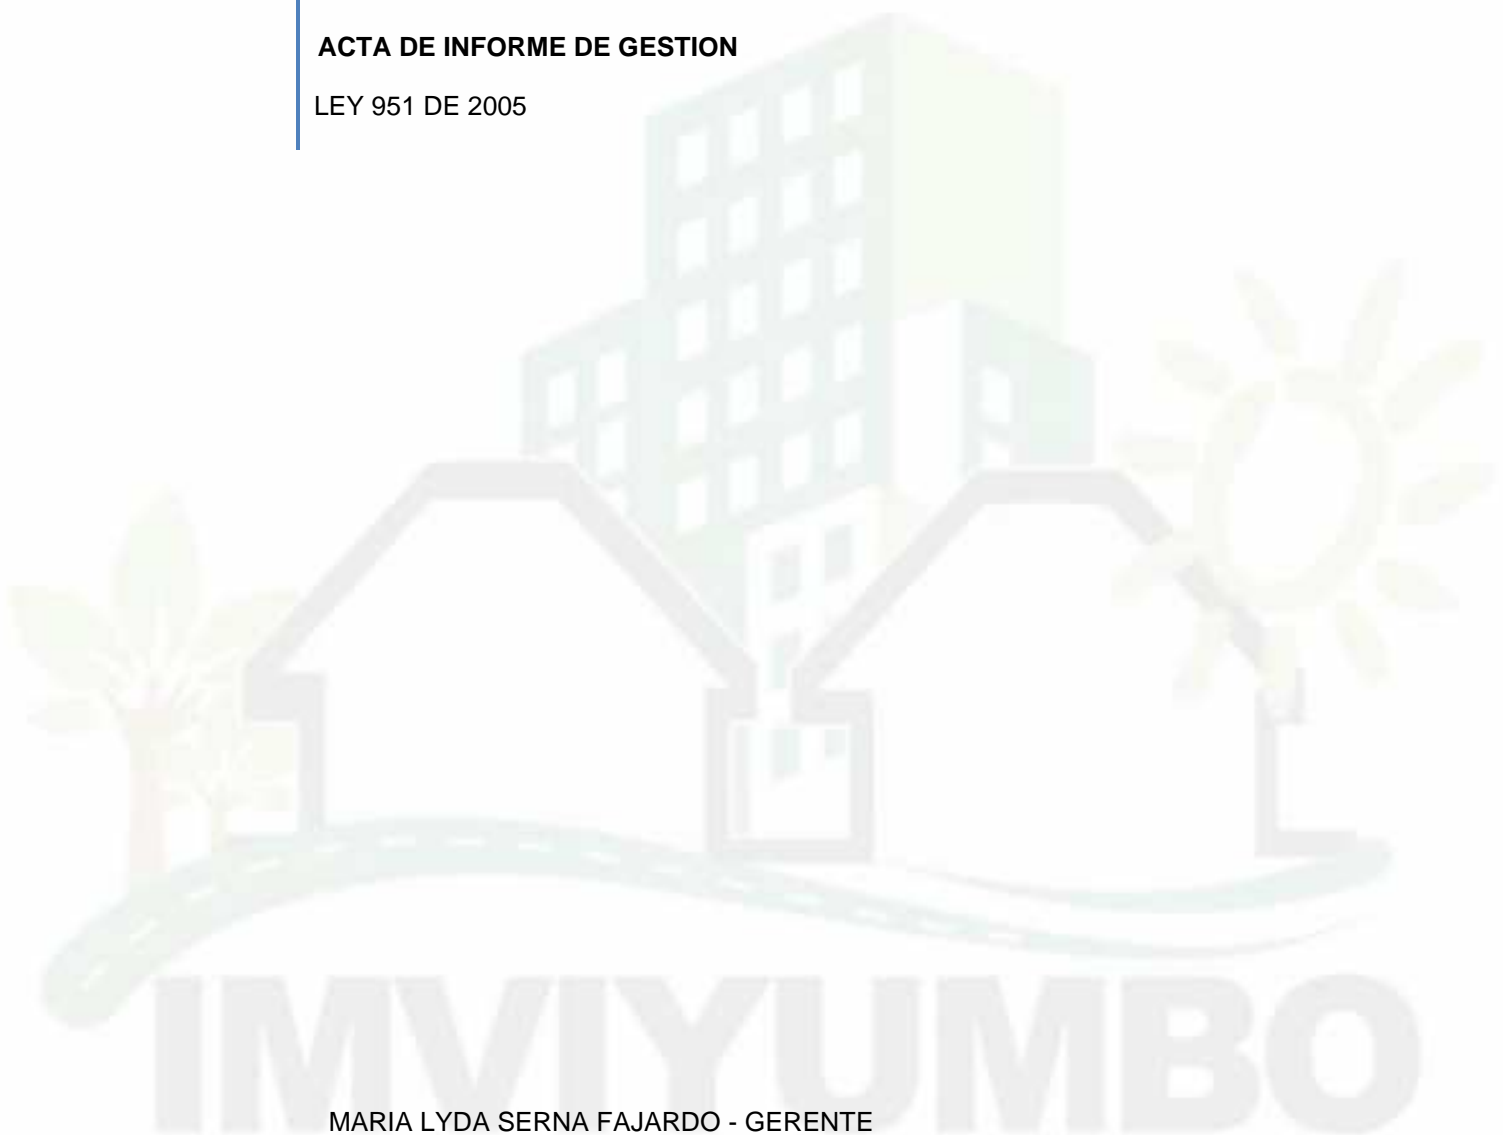 ACTA DE INFORME DE GESTION
LEY 951 DE 2005
IMVIYUMBO
MARIA LYDA SERNA FAJARDO - GERENTE